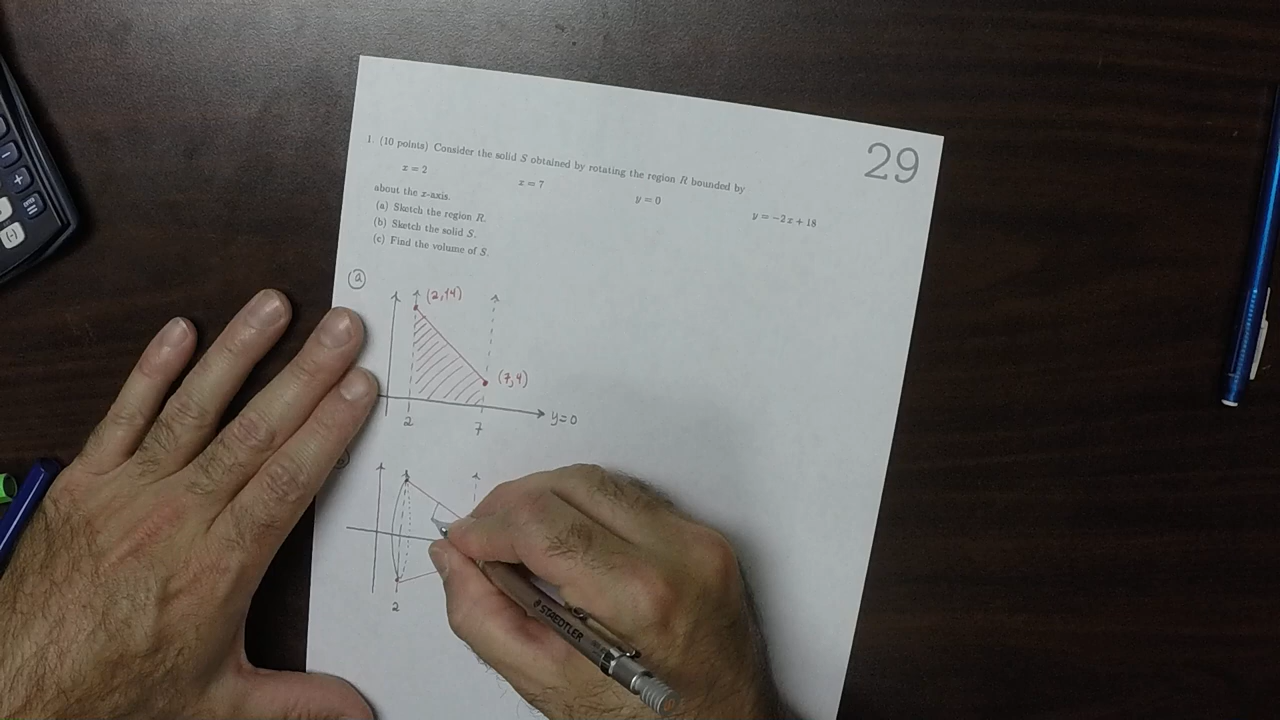 29
1. (10 points) Consider the solid S obtained by rotating the region R bounded by
x = 2 x = 7 y = 0 y = −2x + 18
about the x-axis.
(a) Sketch the region R.
(b) Sketch the solid S.
(c) Find the volume of S.
(a)
(2,14)
(7,4)
y=0
2 7
2
STAEDTLER
+
(-)